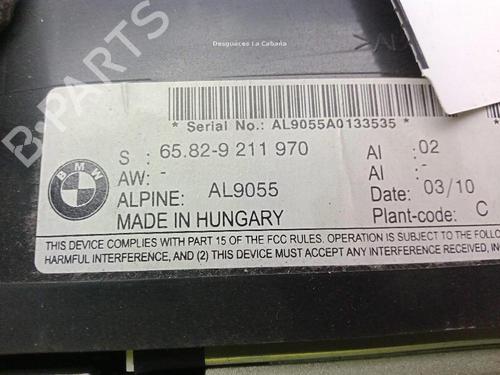 Desguaces La Cabaña
B-PARTS
* Serial No.: AL9055A0133535 *
BMW
S : 65.82-9 211 970 AI : 02
AW: - AI : -
ALPINE: AL9055 Date: 03/10
MADE IN HUNGARY Plant-code: C
THIS DEVICE COMPLIES WITH PART 15 OF THE FCC RULES. OPERATION IS SUBJECT TO THE FOLLO
HARMFUL INTERFERENCE, AND (2) THIS DEVICE MUST ACCEPT ANY INTERFERENCE RECEIVED, INC